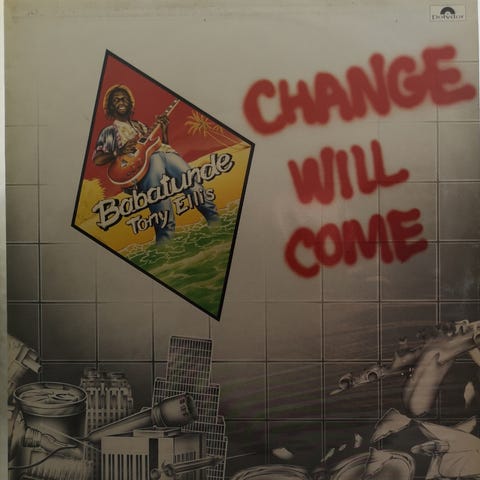 Polydor
CHANGE
WILL
COME
Babatunde
Tony Ellis